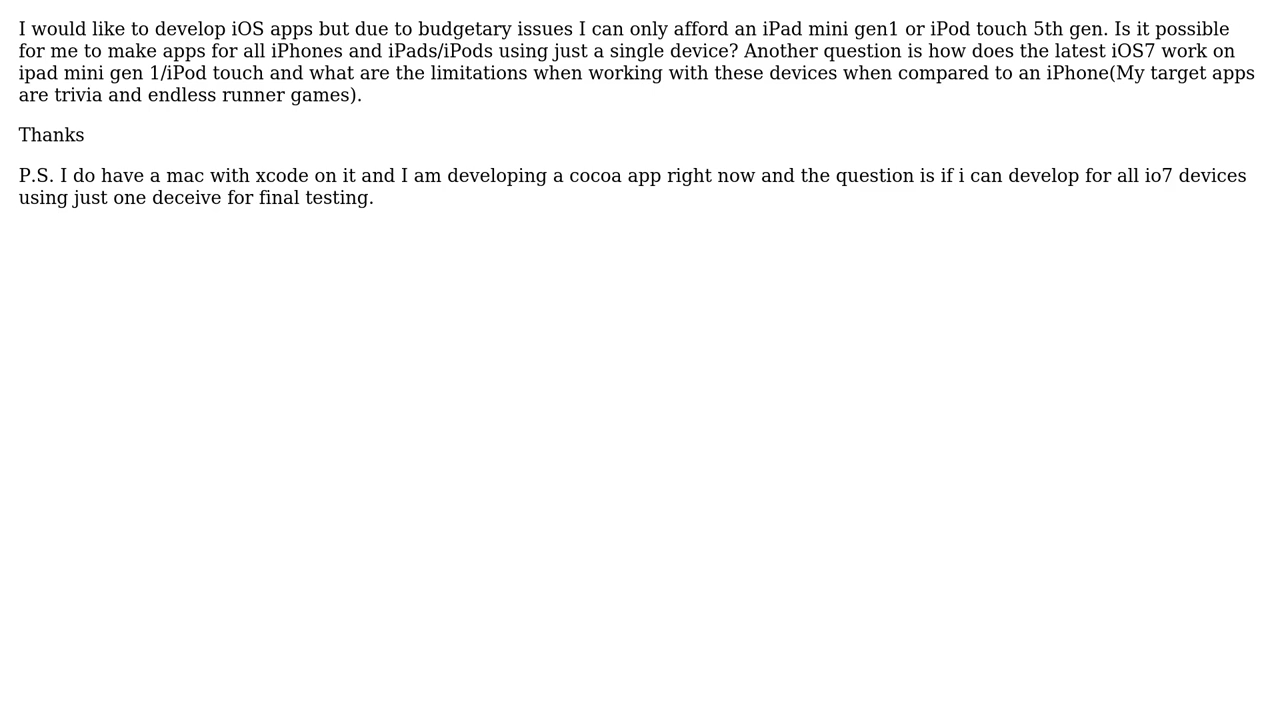 I would like to develop iOS apps but due to budgetary issues I can only afford an iPad mini gen1 or iPod touch 5th gen. Is it possible
for me to make apps for all iPhones and iPads/iPods using just a single device? Another question is how does the latest iOS7 work on
ipad mini gen 1/iPod touch and what are the limitations when working with these devices when compared to an iPhone(My target apps
are trivia and endless runner games).
Thanks
P.S. I do have a mac with xcode on it and I am developing a cocoa app right now and the question is if i can develop for all io7 devices
using just one deceive for final testing.